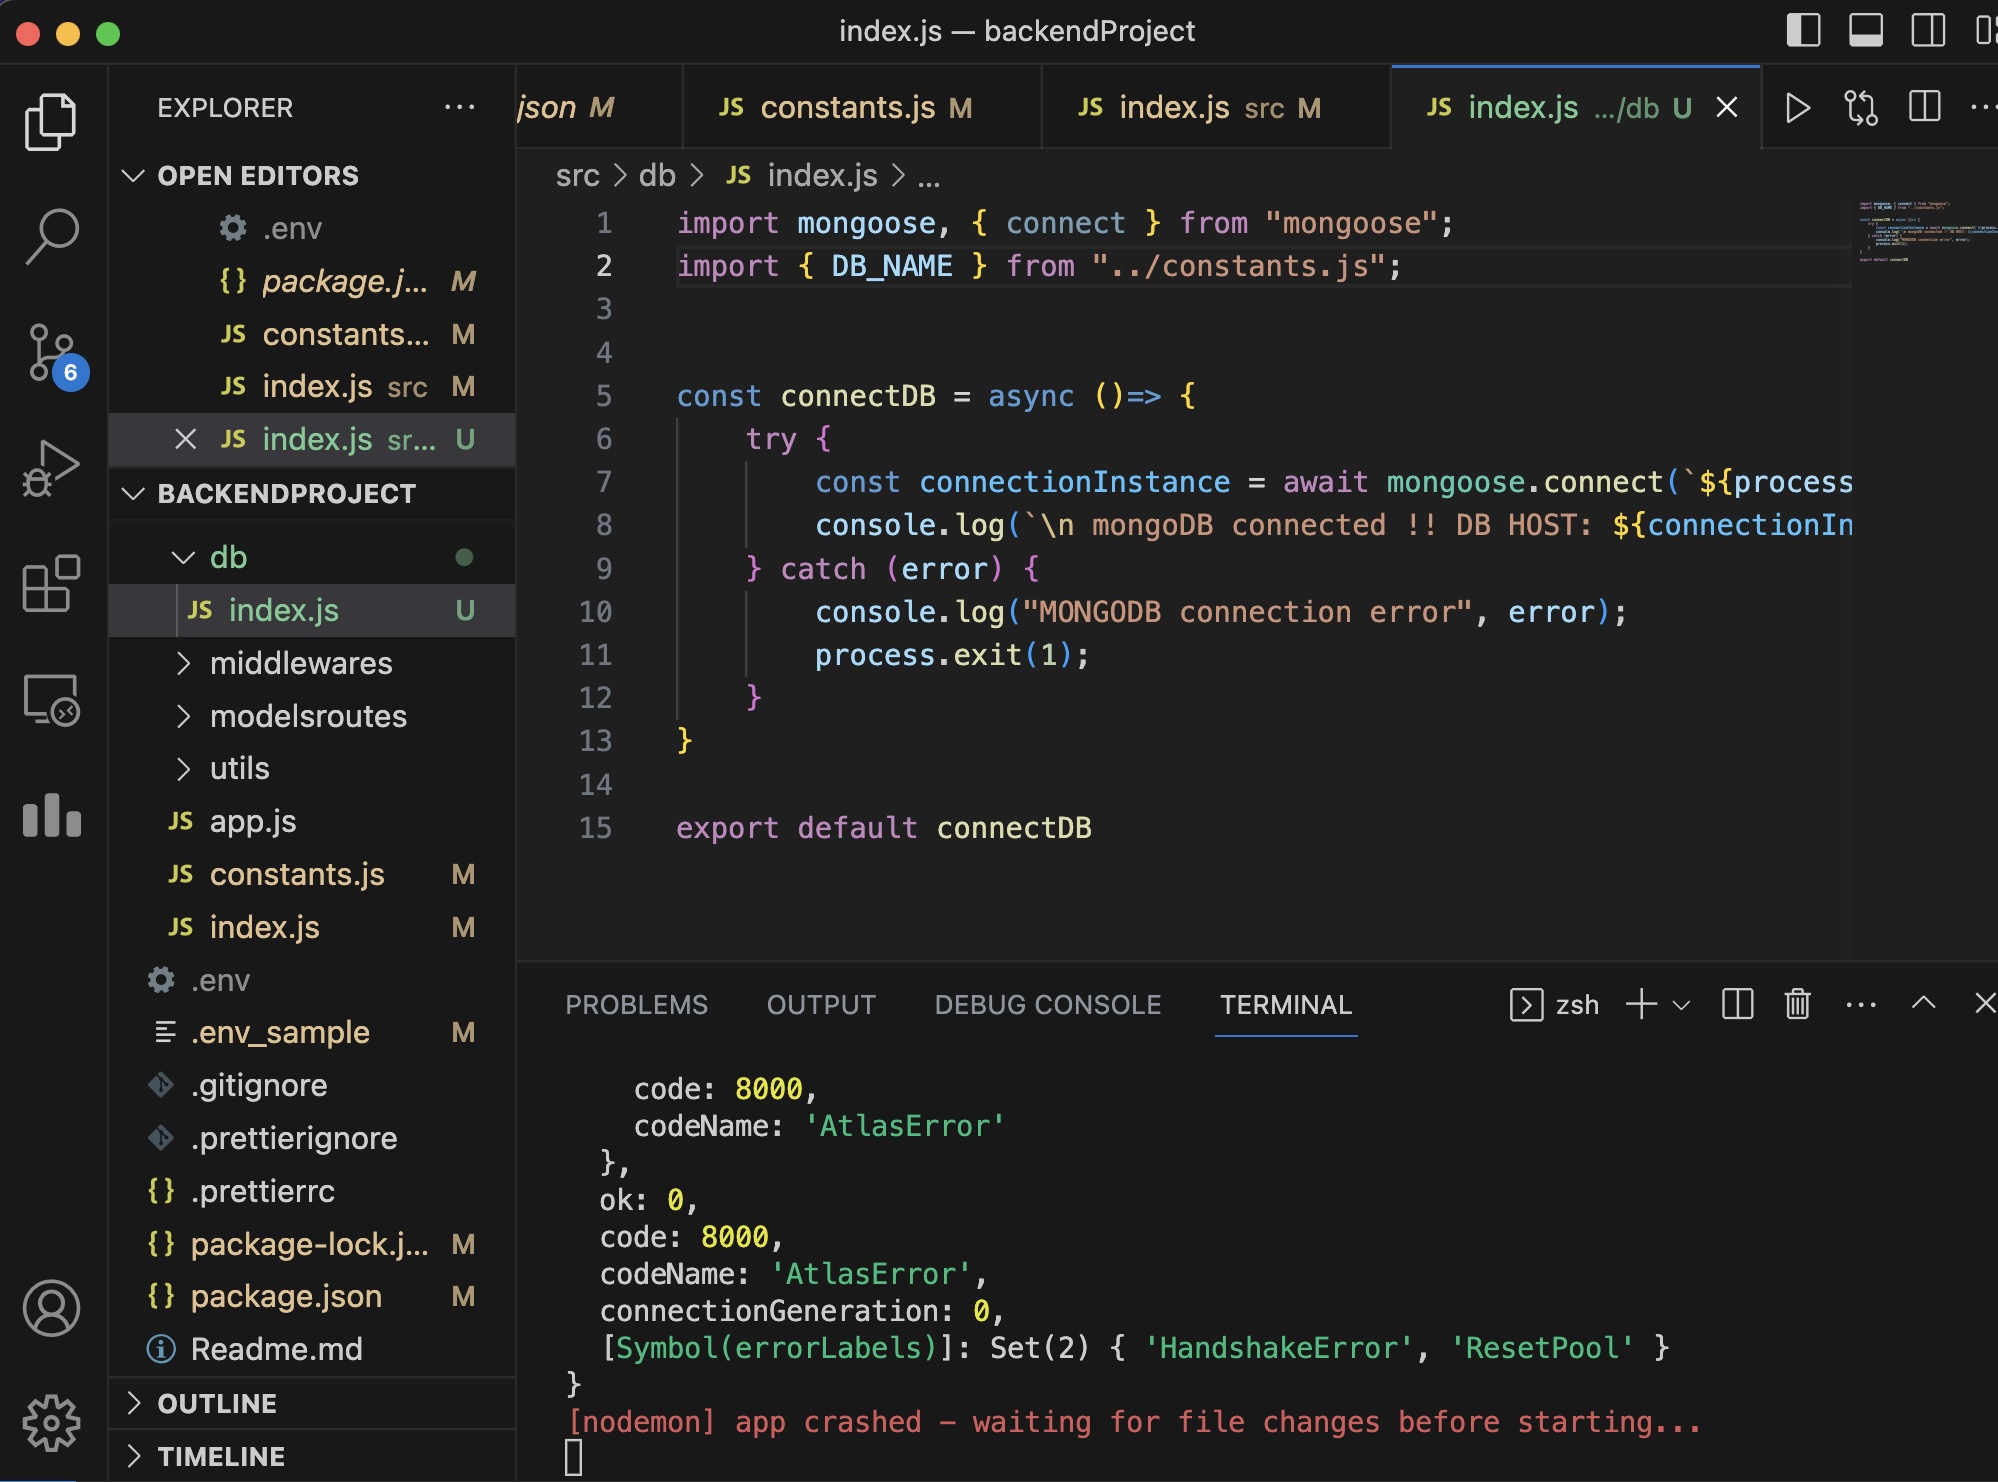 index.js — backendProject
EXPLORER
OPEN EDITORS
.env
{} package.j... M
JS constants... M
JS index.js src M
JS index.js sr... U
BACKENDPROJECT
db
JS index.js U
middlewares
modelsroutes
utils
JS app.js
JS constants.js M
JS index.js M
.env
.env_sample M
.gitignore
.prettierignore
{} .prettierrc
{} package-lock.j... M
{} package.json M
Readme.md
OUTLINE
TIMELINE
6
json M
JS constants.js M
JS index.js src M
JS index.js .../db U
src > db > JS index.js > ...
1 import mongoose, { connect } from "mongoose";
2 import { DB_NAME } from "../constants.js";
3
4
5 const connectDB = async ()=> {
6 try {
7 const connectionInstance = await mongoose.connect(`${process
8 console.log(`\n mongoDB connected !! DB HOST: ${connectionIn
9 } catch (error) {
10 console.log("MONGODB connection error", error);
11 process.exit(1);
12 }
13 }
14
15 export default connectDB
PROBLEMS OUTPUT DEBUG CONSOLE TERMINAL zsh
code: 8000,
codeName: 'AtlasError'
},
ok: 0,
code: 8000,
codeName: 'AtlasError',
connectionGeneration: 0,
[Symbol(errorLabels)]: Set(2) { 'HandshakeError', 'ResetPool' }
}
[nodemon] app crashed - waiting for file changes before starting...